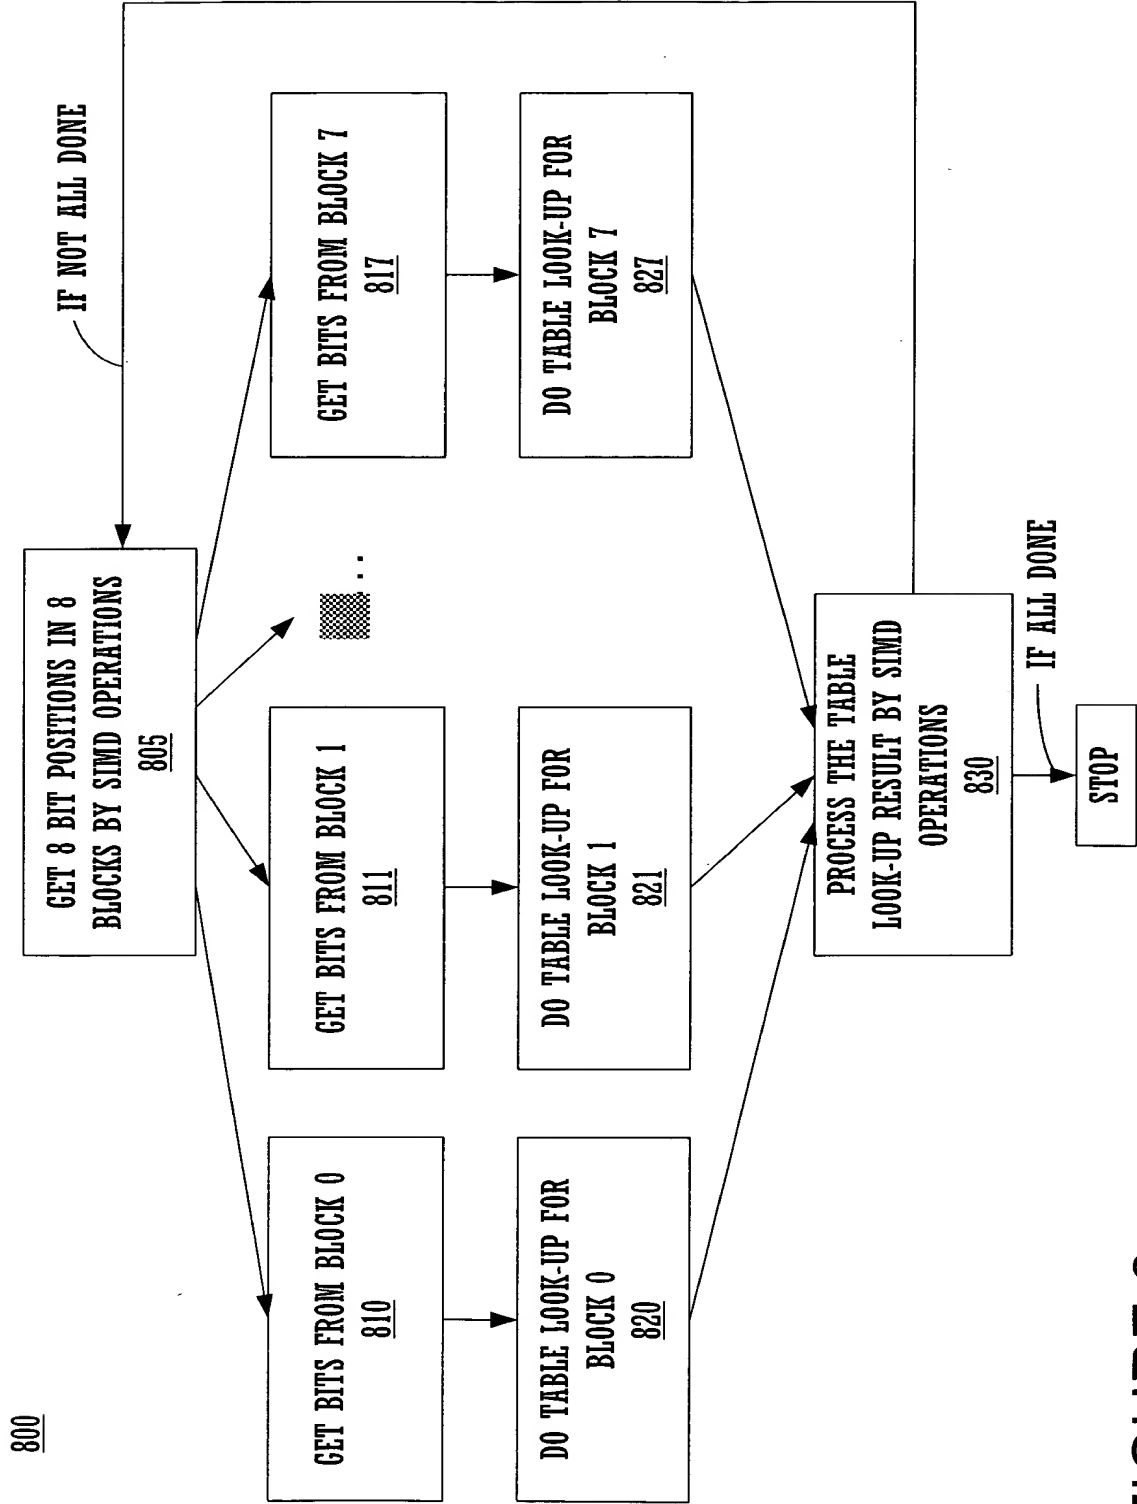 800
IF NOT ALL DONE
GET 8 BIT POSITIONS IN 8
BLOCKS BY SIMD OPERATIONS
805
GET BITS FROM BLOCK 0
810
GET BITS FROM BLOCK 1
811
GET BITS FROM BLOCK 7
817
DO TABLE LOOK-UP FOR
BLOCK 0
820
DO TABLE LOOK-UP FOR
BLOCK 1
821
DO TABLE LOOK-UP FOR
BLOCK 7
827
PROCESS THE TABLE
LOOK-UP RESULT BY SIMD
OPERATIONS
830
IF ALL DONE
STOP